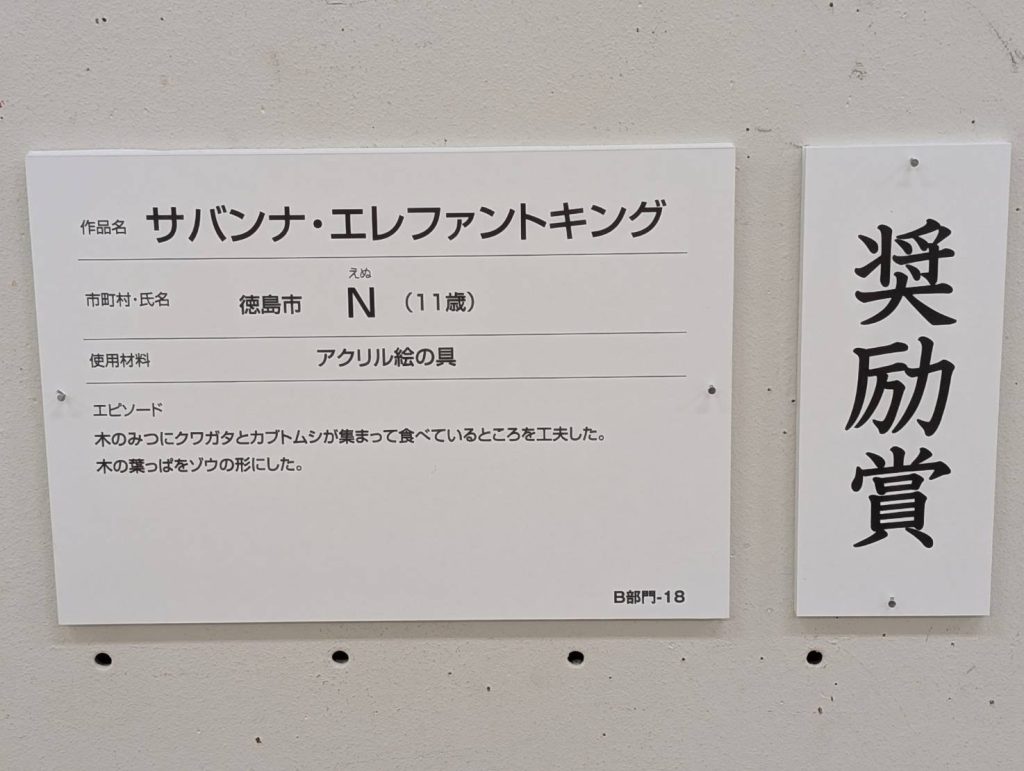 作品名 サバンナ・エレファントキング
えぬ
市町村・氏名 徳島市 N （11歳）
使用材料 アクリル絵の具
エピソード
木のみつにクワガタとカブトムシが集まって食べているところを工夫した。
木の葉っぱをゾウの形にした。
B部門-18
奨励賞